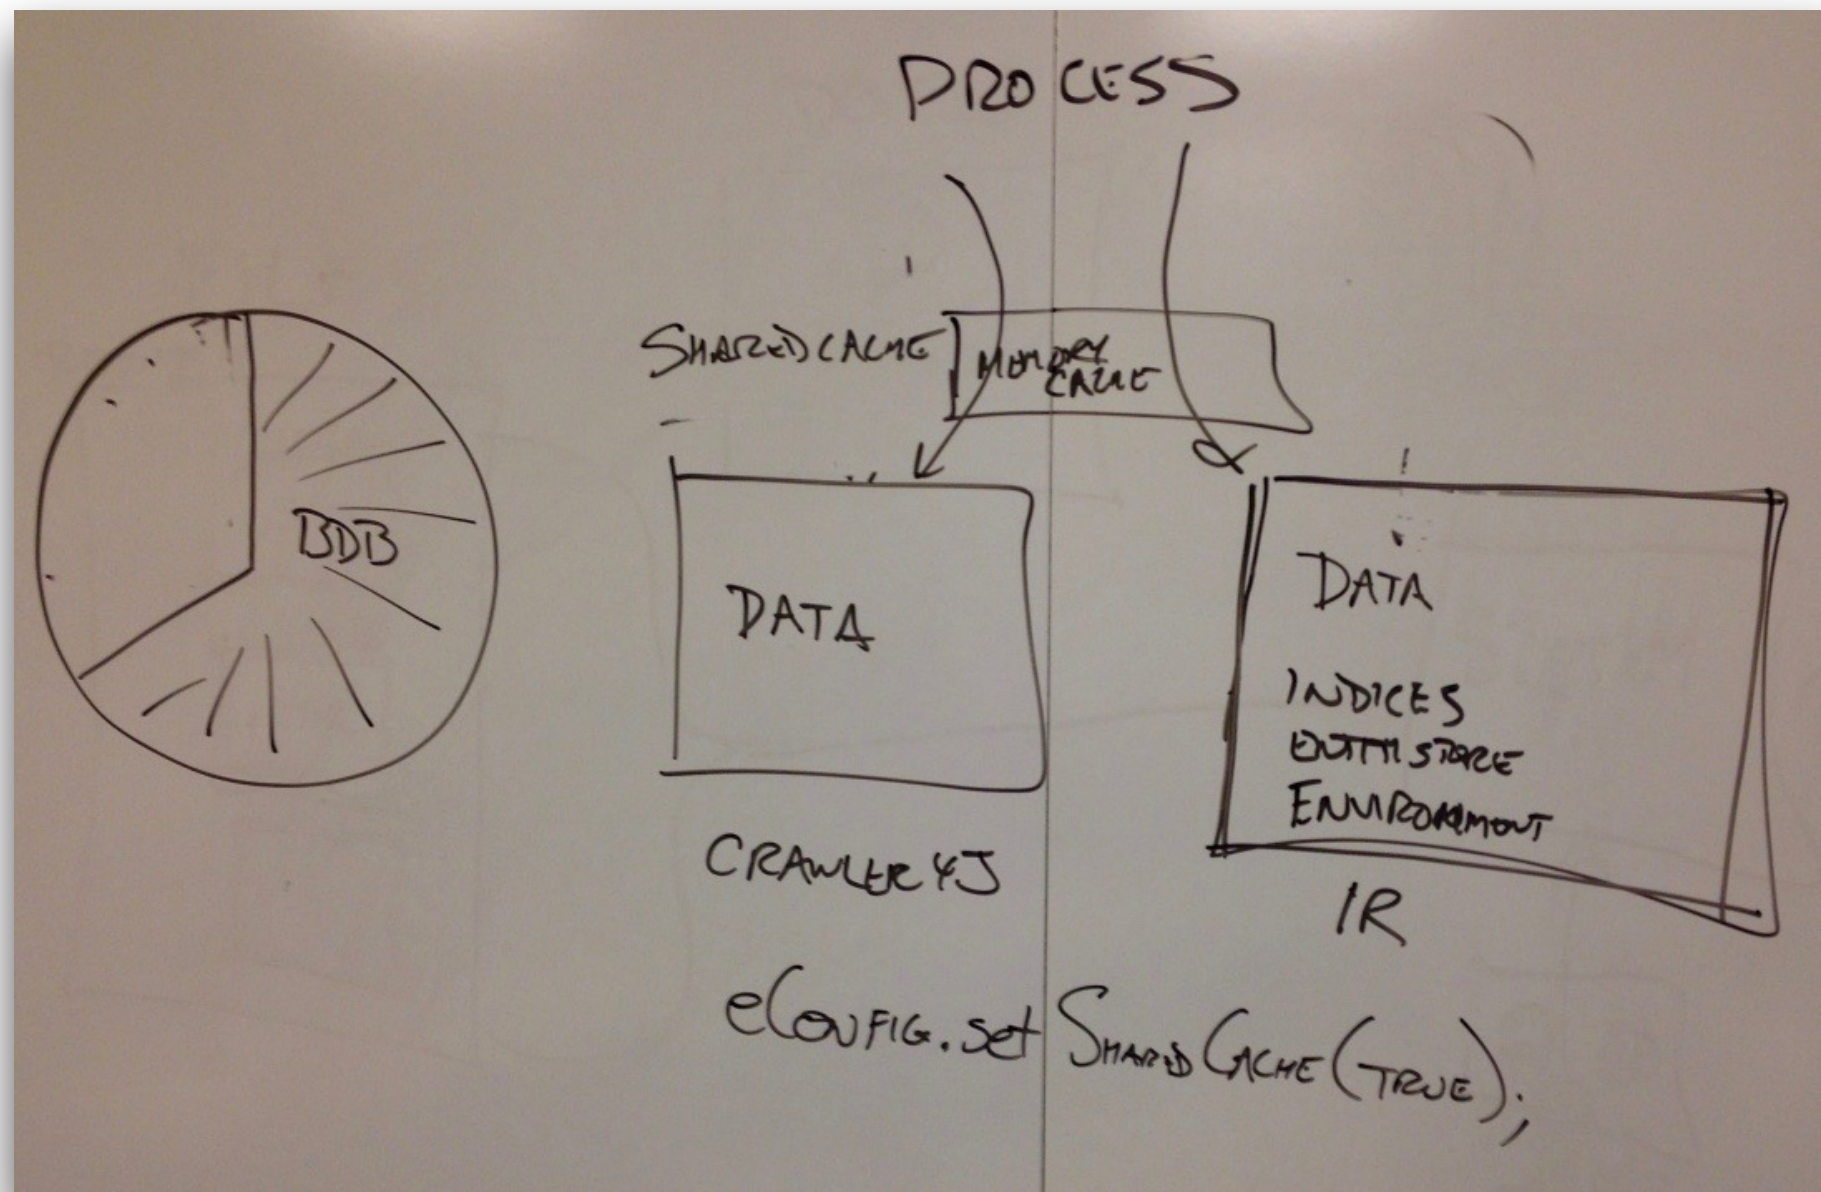 PROCESS
SHAREDCACHE
MEMORY
CACHE
BDB
DATA
DATA
INDICES
ENTITY STORE
ENVIRONMENT
CRAWLER4J
IR
eCONFIG.set SHAREDCACHE(TRUE);